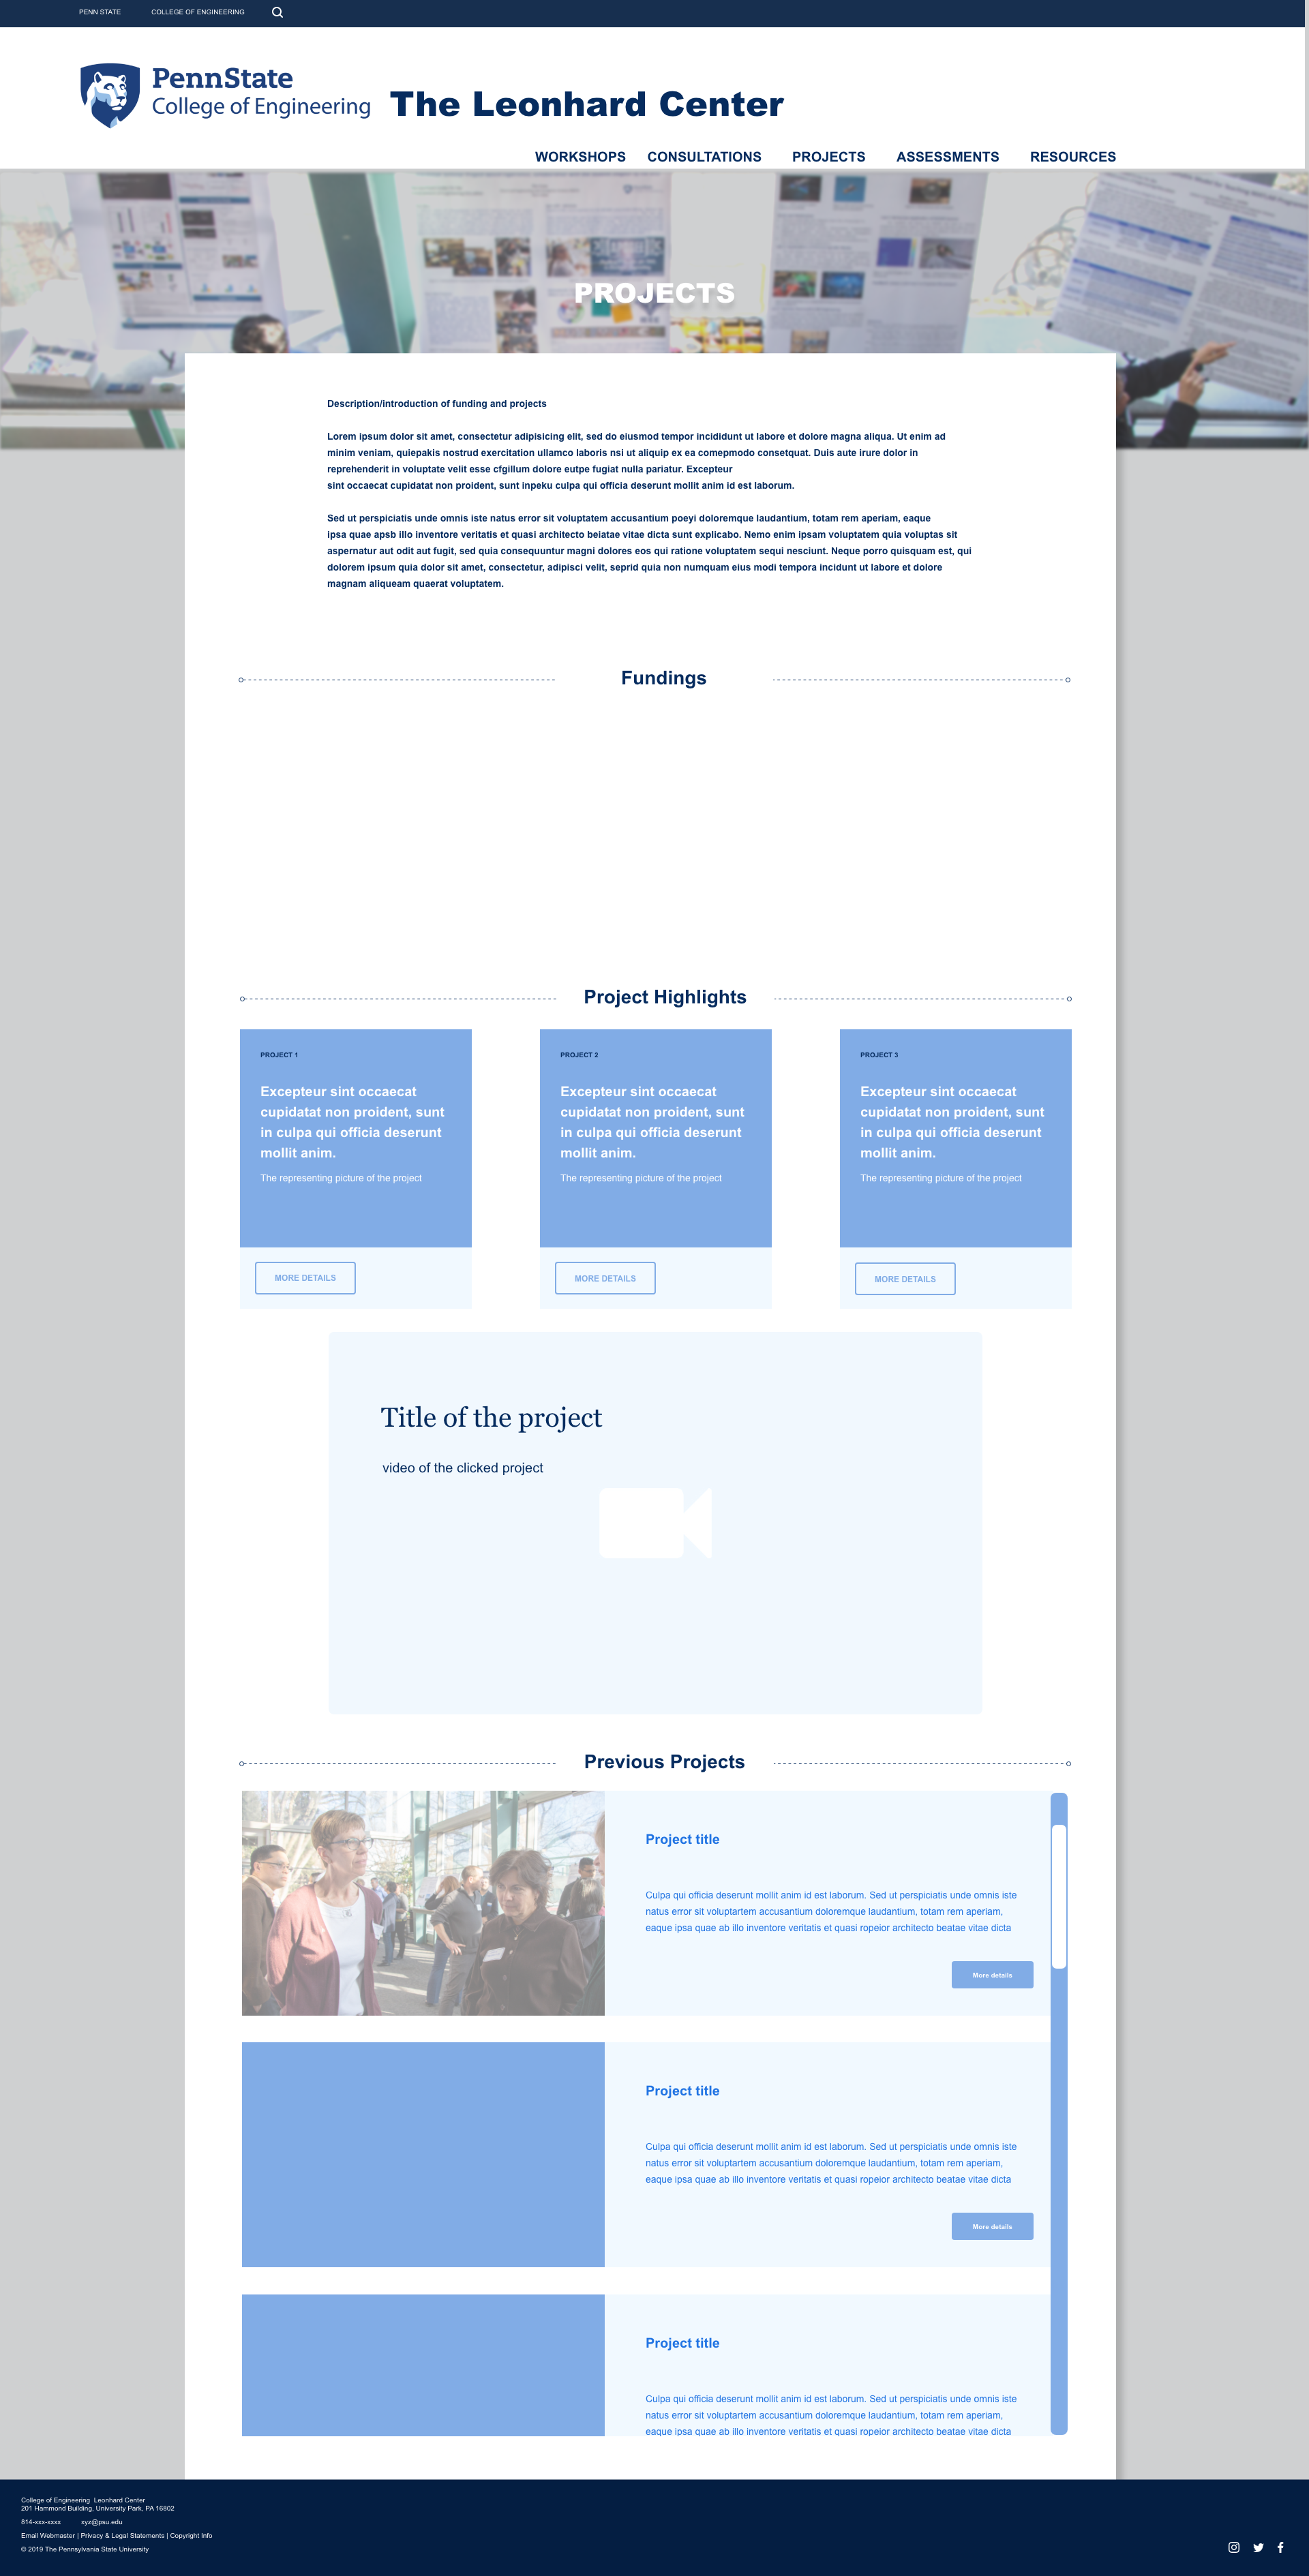 PENN STATE COLLEGE OF ENGINEERING
PennState
College of Engineering
The Leonhard Center
WORKSHOPS CONSULTATIONS PROJECTS ASSESSMENTS RESOURCES
PROJECTS
Description/introduction of funding and projects
Lorem ipsum dolor sit amet, consectetur adipisicing elit, sed do eiusmod tempor incididunt ut labore et dolore magna aliqua. Ut enim ad
minim veniam, quiepakis nostrud exercitation ullamco laboris nsi ut aliquip ex ea comepmodo consetquat. Duis aute irure dolor in
reprehenderit in voluptate velit esse cfgillum dolore eutpe fugiat nulla pariatur. Excepteur
sint occaecat cupidatat non proident, sunt inpeku culpa qui officia deserunt mollit anim id est laborum.
Sed ut perspiciatis unde omnis iste natus error sit voluptatem accusantium poeyi doloremque laudantium, totam rem aperiam, eaque
ipsa quae apsb illo inventore veritatis et quasi architecto beiatae vitae dicta sunt explicabo. Nemo enim ipsam voluptatem quia voluptas sit
aspernatur aut odit aut fugit, sed quia consequuntur magni dolores eos qui ratione voluptatem sequi nesciunt. Neque porro quisquam est, qui
dolorem ipsum quia dolor sit amet, consectetur, adipisci velit, seprid quia non numquam eius modi tempora incidunt ut labore et dolore
magnam aliqueam quaerat voluptatem.
Fundings
Project Highlights
PROJECT 1
Excepteur sint occaecat
cupidatat non proident, sunt
in culpa qui officia deserunt
mollit anim.
The representing picture of the project
MORE DETAILS
PROJECT 2
Excepteur sint occaecat
cupidatat non proident, sunt
in culpa qui officia deserunt
mollit anim.
The representing picture of the project
MORE DETAILS
PROJECT 3
Excepteur sint occaecat
cupidatat non proident, sunt
in culpa qui officia deserunt
mollit anim.
The representing picture of the project
MORE DETAILS
Title of the project
video of the clicked project
Previous Projects
Project title
Culpa qui officia deserunt mollit anim id est laborum. Sed ut perspiciatis unde omnis iste
natus error sit voluptartem accusantium doloremque laudantium, totam rem aperiam,
eaque ipsa quae ab illo inventore veritatis et quasi ropeior architecto beatae vitae dicta
More details
Project title
Culpa qui officia deserunt mollit anim id est laborum. Sed ut perspiciatis unde omnis iste
natus error sit voluptartem accusantium doloremque laudantium, totam rem aperiam,
eaque ipsa quae ab illo inventore veritatis et quasi ropeior architecto beatae vitae dicta
More details
Project title
Culpa qui officia deserunt mollit anim id est laborum. Sed ut perspiciatis unde omnis iste
natus error sit voluptartem accusantium doloremque laudantium, totam rem aperiam,
eaque ipsa quae ab illo inventore veritatis et quasi ropeior architecto beatae vitae dicta
College of Engineering Leonhard Center
201 Hammond Building, University Park, PA 16802
814-xxx-xxxx xyz@psu.edu
Email Webmaster | Privacy & Legal Statements | Copyright Info
© 2019 The Pennsylvania State University